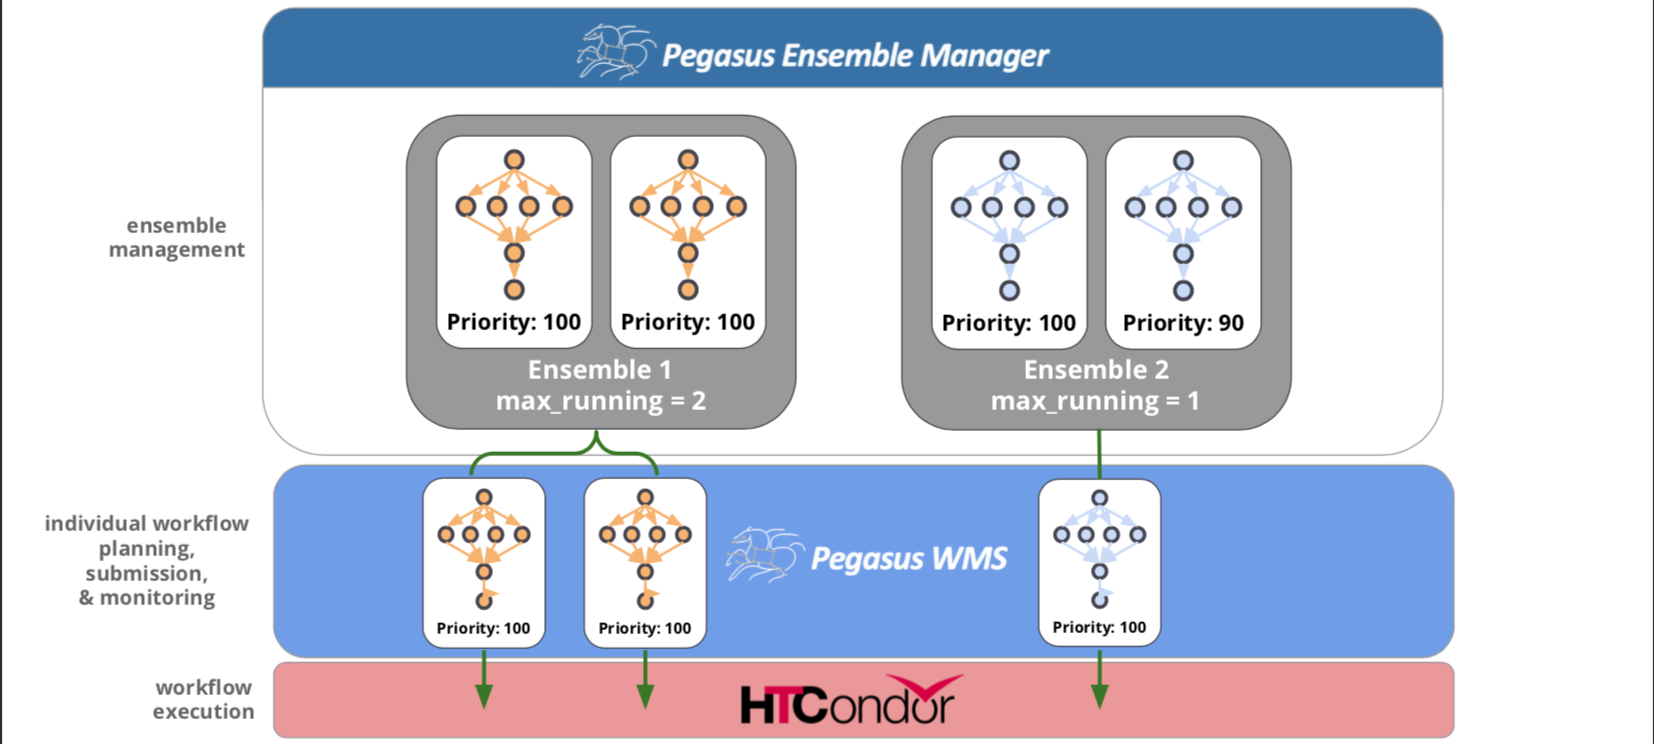 Pegasus Ensemble Manager
ensemble
management
Priority: 100
Priority: 100
Ensemble 1
max_running = 2
Priority: 100
Priority: 90
Ensemble 2
max_running = 1
individual workflow
planning,
submission,
& monitoring
Priority: 100
Priority: 100
Pegasus WMS
Priority: 100
workflow
execution
HTCondor